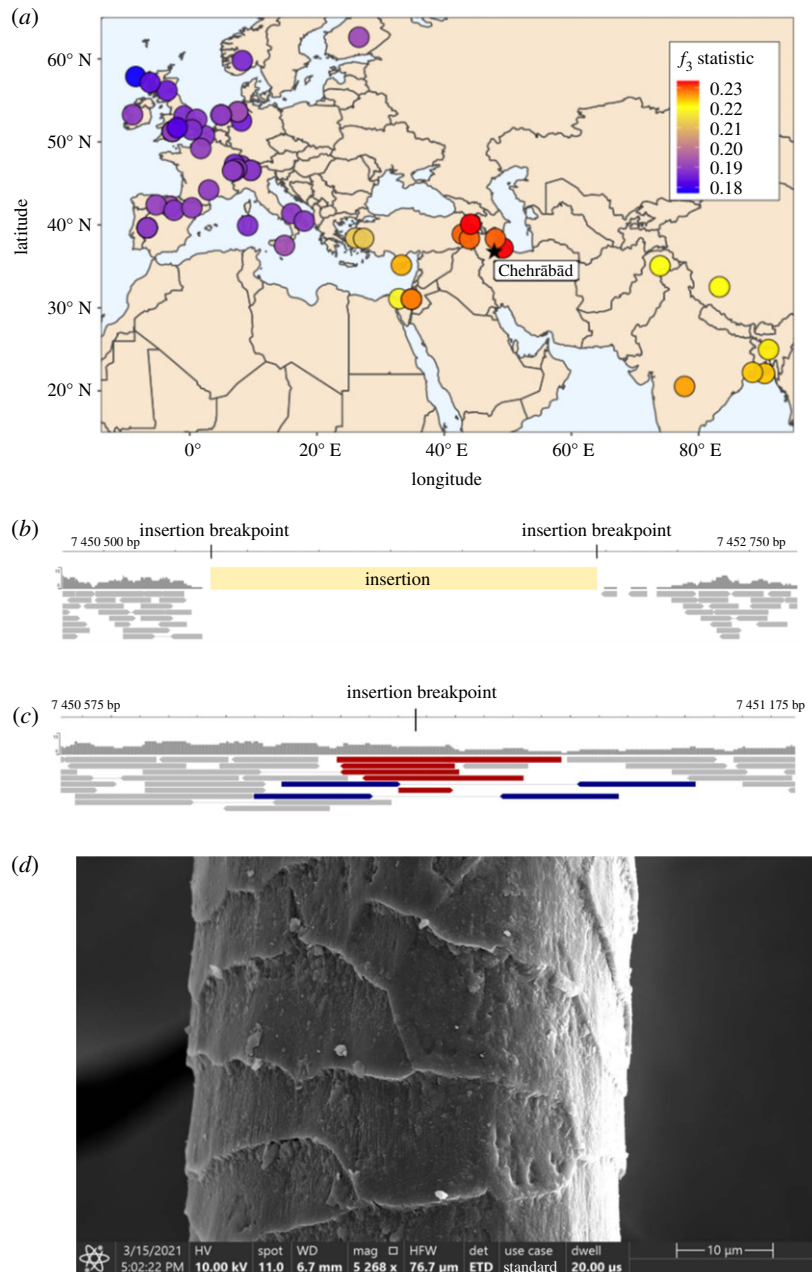 (a)
60° N
50° N
40° N
30° N
20° N
latitude
f3 statistic
0.23
0.22
0.21
0.20
0.19
0.18
Chehrābād
0°
20° E
40° E
60° E
80° E
longitude
(b)
insertion breakpoint
insertion breakpoint
7 450 500 bp
7 452 750 bp
insertion
(c)
insertion breakpoint
7 450 575 bp
7 451 175 bp
(d)
3/15/2021 HV spot WD mag HFW det use case dwell
5:02:22 PM 10.00 kV 11.0 6.7 mm 5 268 x 76.7 µm ETD standard 20.00 µs
10 µm